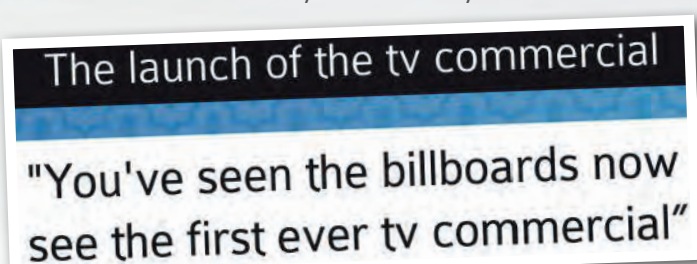 The launch of the tv commercial
"You've seen the billboards now
see the first ever tv commercial"